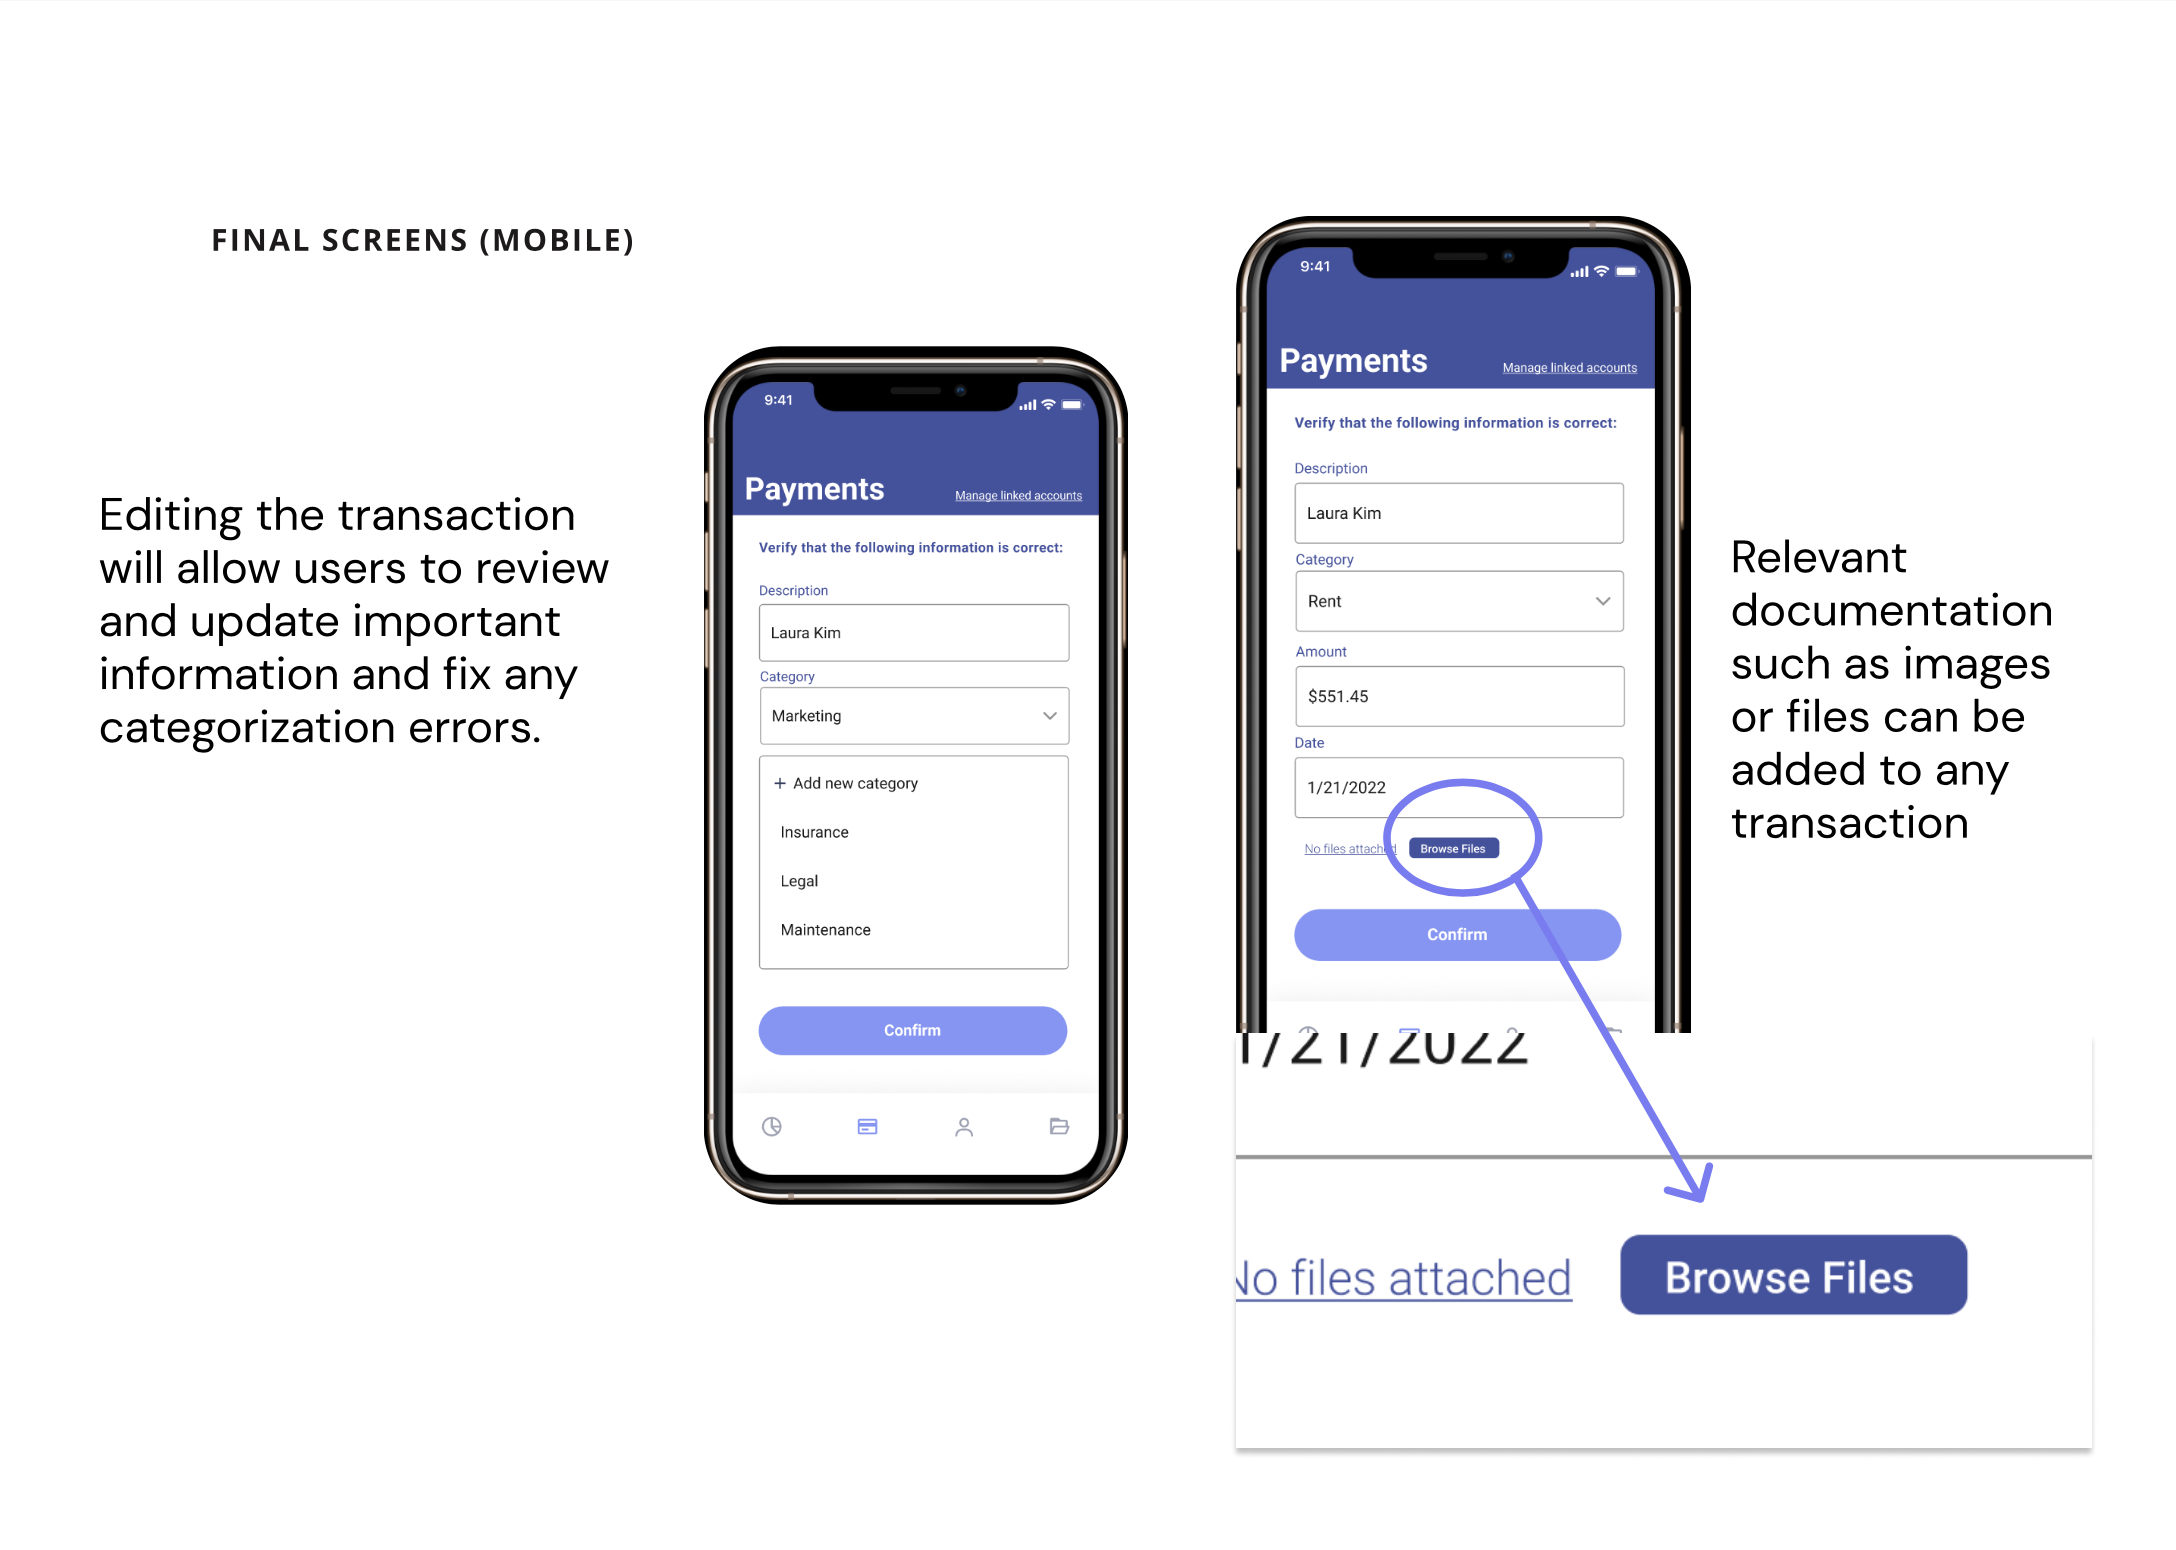 FINAL SCREENS (MOBILE)
Editing the transaction
will allow users to review
and update important
information and fix any
categorization errors.
9:41
Payments
Manage linked accounts
Verify that the following information is correct:
Description
Laura Kim
Category
Marketing
+ Add new category
Insurance
Legal
Maintenance
Confirm
9:41
Payments
Manage linked accounts
Verify that the following information is correct:
Description
Laura Kim
Category
Rent
Amount
$551.45
Date
1/21/2022
No files attached
Browse Files
Confirm
1/21/2022
No files attached
Browse Files
Relevant
documentation
such as images
or files can be
added to any
transaction